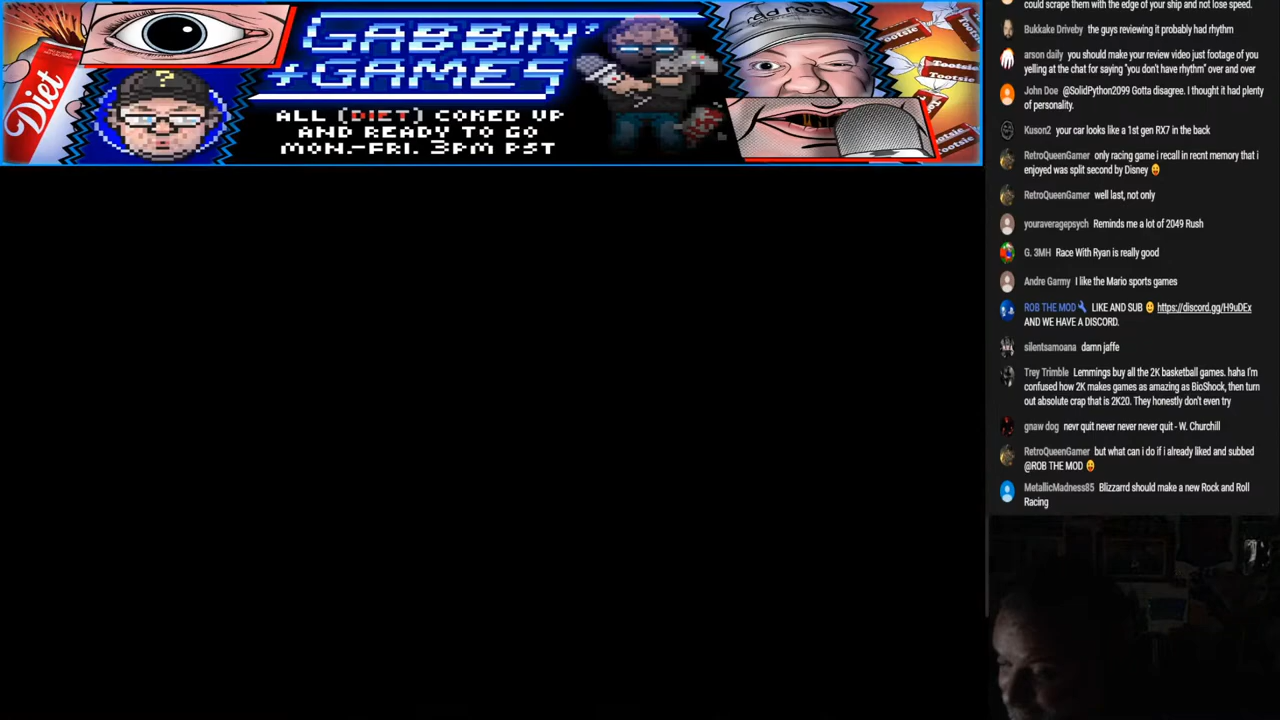 GABBIN'
+GAMES
ALL (DIET) COKED UP
AND READY TO GO
MON.-FRI. 3PM PST
Diet
Tootsie
Tootsie
Tootsie
Tootsie
could scrape them with the edge of your ship and not lose speed.
Bukkake Driveby the guys reviewing it probably had rhythm
arson daily you should make your review video just footage of you
yelling at the chat for saying "you don't have rhythm" over and over
John Doe @SolidPython2099 Gotta disagree. I thought it had plenty
of personality.
Kuson2 your car looks like a 1st gen RX7 in the back
RetroQueenGamer only racing game i recall in recnt memory that i
enjoyed was split second by Disney
RetroQueenGamer well last, not only
youraveragepsych Reminds me a lot of 2049 Rush
G. 3MH Race With Ryan is really good
Andre Garmy I like the Mario sports games
ROB THE MOD LIKE AND SUB https://discord.gg/H9uDEx
AND WE HAVE A DISCORD.
silentsamoana damn jaffe
Trey Trimble Lemmings buy all the 2K basketball games. haha I'm
confused how 2K makes games as amazing as BioShock, then turn
out absolute crap that is 2K20. They honestly don't even try
gnaw dog nevr quit never never never quit - W. Churchill
RetroQueenGamer but what can i do if i already liked and subbed
@ROB THE MOD
MetallicMadness85 Blizzarrd should make a new Rock and Roll
Racing